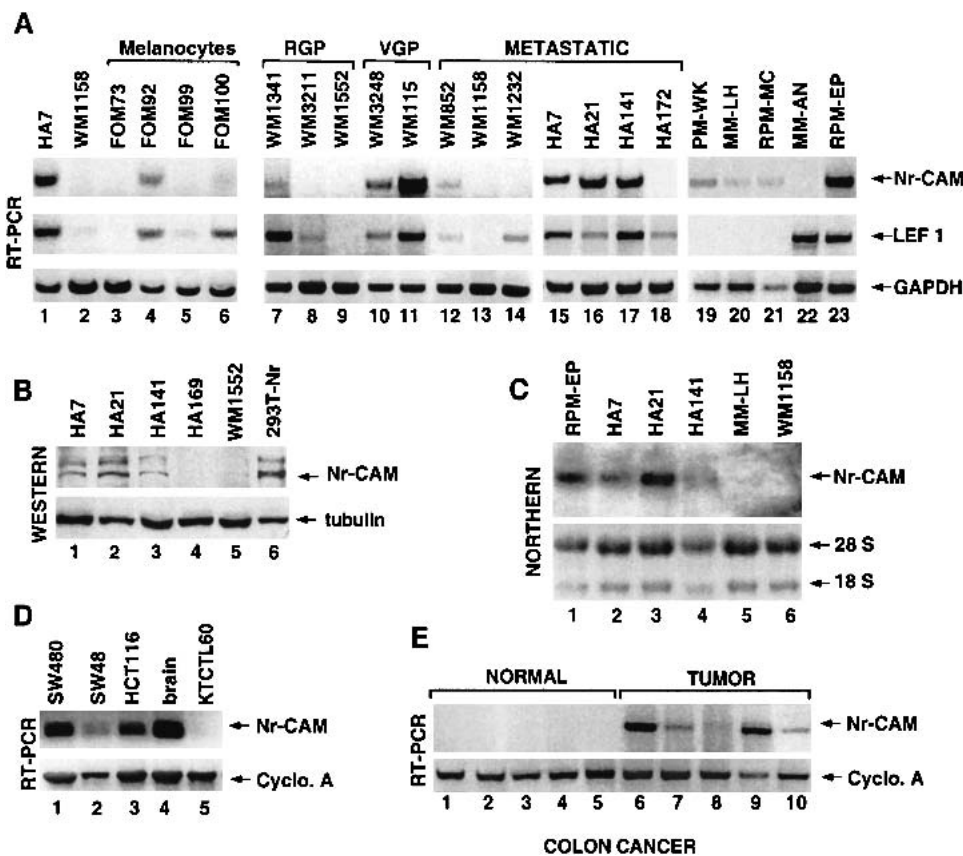 A
Melanocytes RGP VGP METASTATIC
HA7 WM1158 FOM73 FOM92 FOM99 FOM100 WM1341 WM3211 WM1552 WM3248 WM115 WM852 WM1158 WM1232 HA7 HA21 HA141 HA172 PM-WK MM-LH RPM-MC MM-AN RPM-EP
RT-PCR
Nr-CAM
LEF 1
GAPDH
1 2 3 4 5 6 7 8 9 10 11 12 13 14 15 16 17 18 19 20 21 22 23
B
HA7 HA21 HA141 HA169 WM1552 293T-Nr
WESTERN
Nr-CAM
tubulin
1 2 3 4 5 6
C
RPM-EP HA7 HA21 HA141 MM-LH WM1158
NORTHERN
Nr-CAM
28 S
18 S
1 2 3 4 5 6
D
SW480 SW48 HCT116 brain KTCTL60
RT-PCR
Nr-CAM
Cyclo. A
1 2 3 4 5
E
NORMAL TUMOR
RT-PCR
Nr-CAM
Cyclo. A
1 2 3 4 5 6 7 8 9 10
COLON CANCER